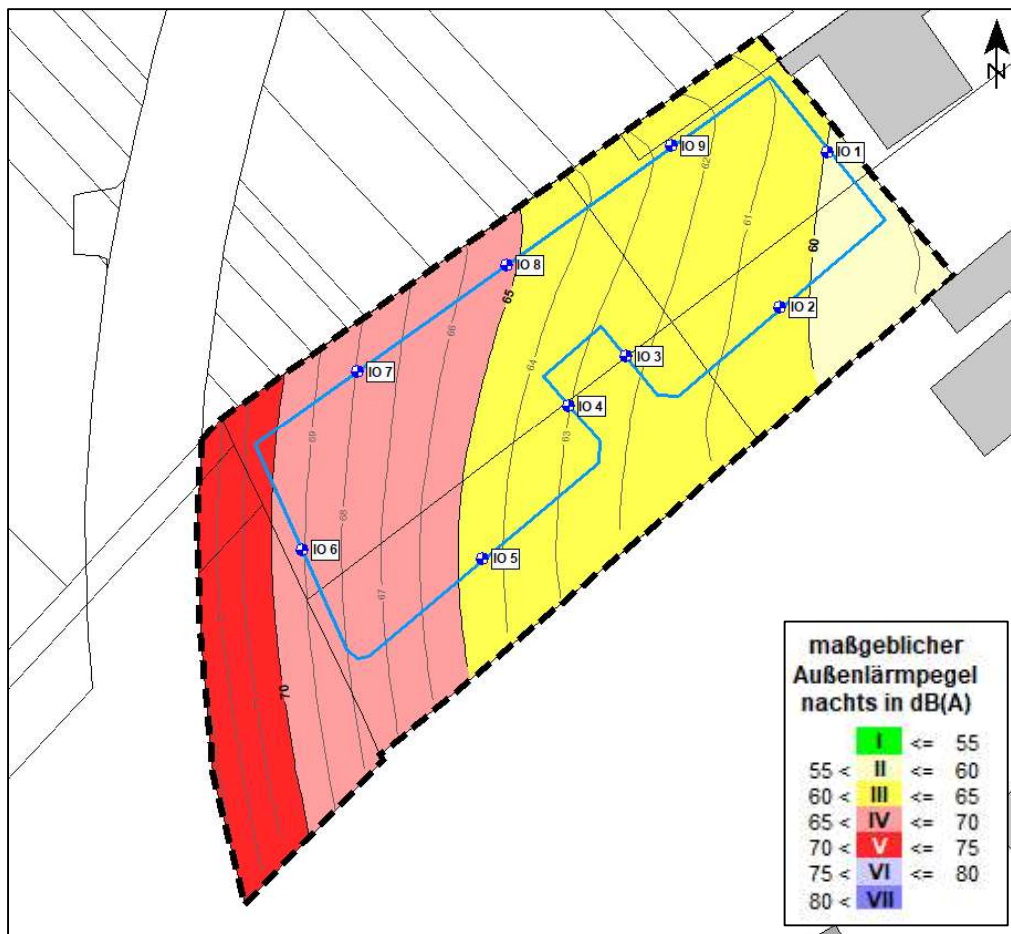 N
IO 1
IO 9
62
61
60
IO 8
65
IO 2
66
64
IO 3
IO 7
IO 4
69
63
68
IO 6
IO 5
67
70
maßgeblicher
Außenlärmpegel
nachts in dB(A)
I <= 55
55 < II <= 60
60 < III <= 65
65 < IV <= 70
70 < V <= 75
75 < VI <= 80
80 < VII